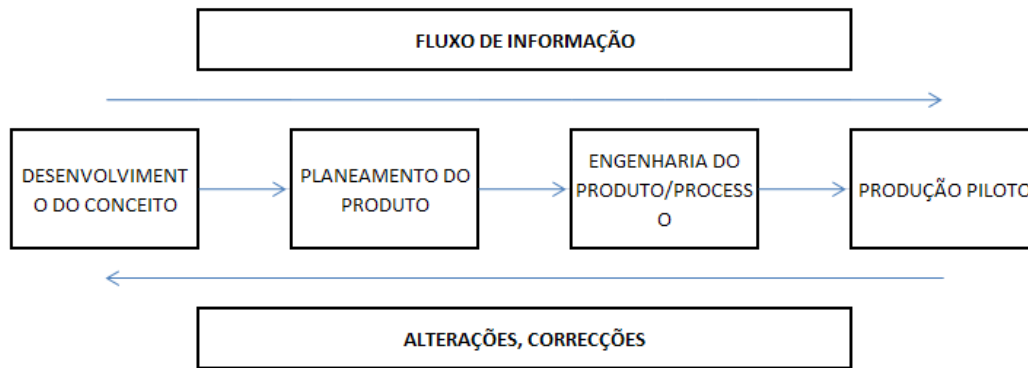 FLUXO DE INFORMAÇÃO
DESENVOLVIMENT
O DO CONCEITO
PLANEAMENTO DO
PRODUTO
ENGENHARIA DO
PRODUTO/PROCESS
O
PRODUÇÃO PILOTO
ALTERAÇÕES, CORRECÇÕES